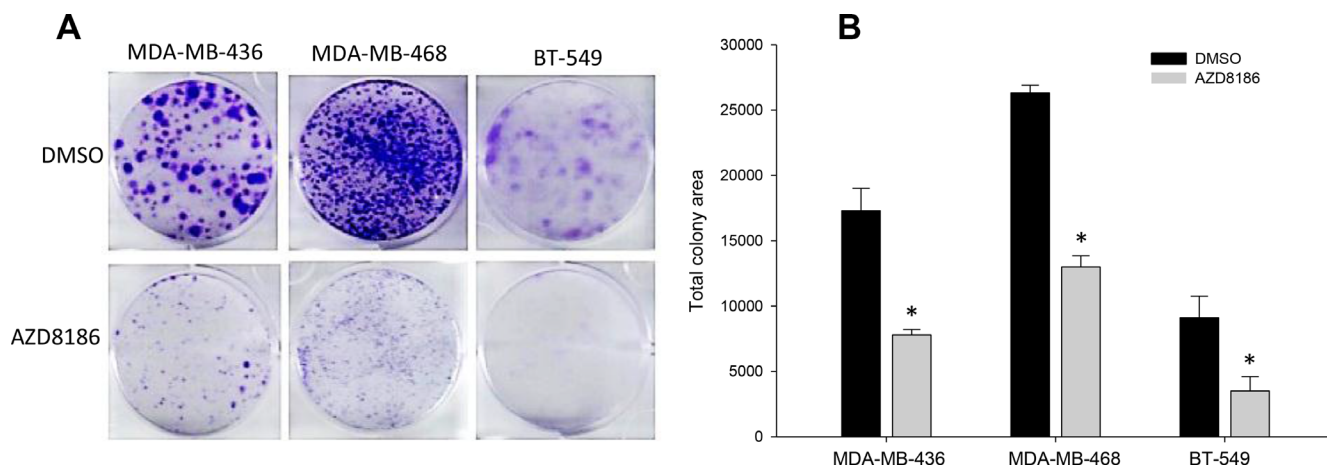 A
MDA-MB-436 MDA-MB-468 BT-549
DMSO
AZD8186
B
30000
25000
20000
15000
10000
5000
0
Total colony area
DMSO
AZD8186
*
*
*
MDA-MB-436 MDA-MB-468 BT-549